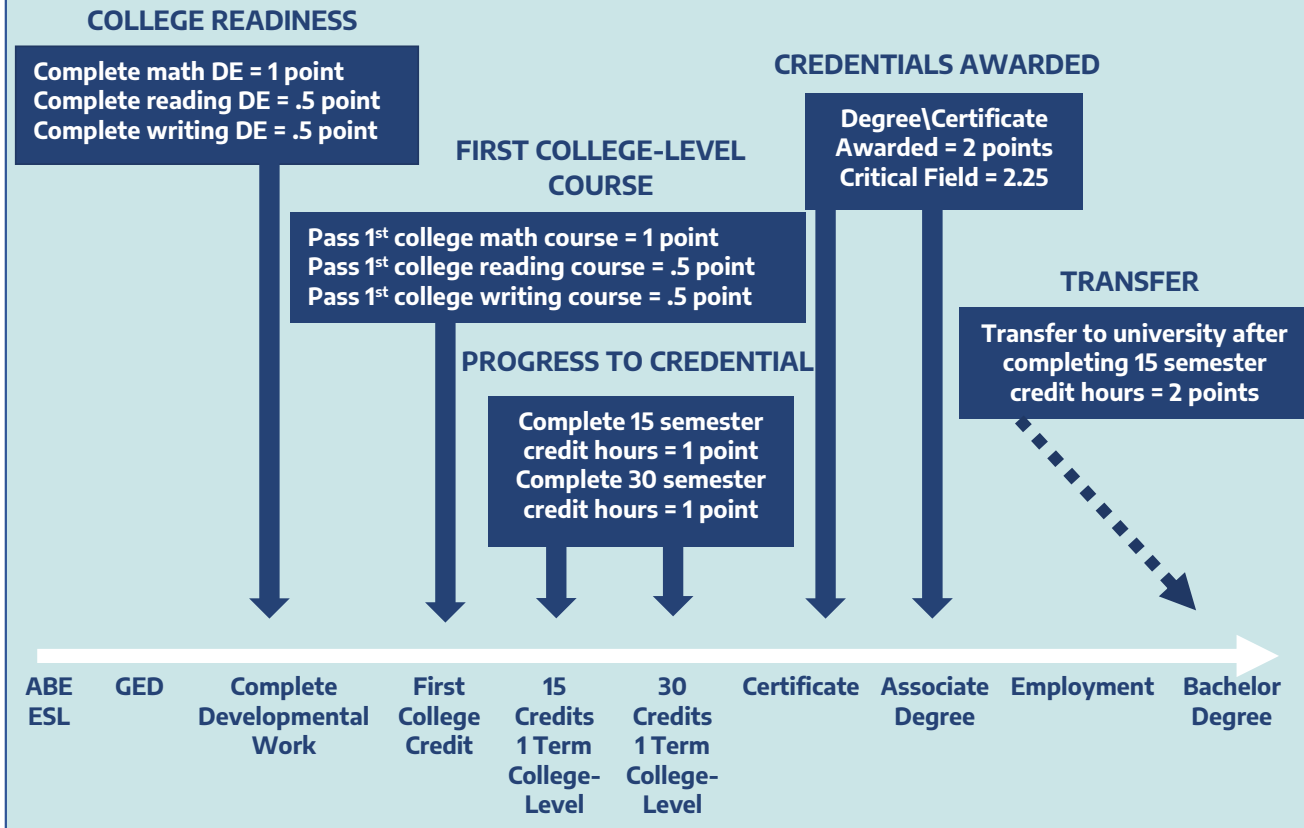 COLLEGE READINESS
Complete math DE = 1 point
Complete reading DE = .5 point
Complete writing DE = .5 point
FIRST COLLEGE-LEVEL
COURSE
Pass 1st college math course = 1 point
Pass 1st college reading course = .5 point
Pass 1st college writing course = .5 point
PROGRESS TO CREDENTIAL
Complete 15 semester
credit hours = 1 point
Complete 30 semester
credit hours = 1 point
CREDENTIALS AWARDED
Degree\Certificate
Awarded = 2 points
Critical Field = 2.25
TRANSFER
Transfer to university after
completing 15 semester
credit hours = 2 points
ABE
ESL
GED
Complete
Developmental
Work
First
College
Credit
15
Credits
1 Term
College-
Level
30
Credits
1 Term
College-
Level
Certificate
Associate
Degree
Employment
Bachelor
Degree